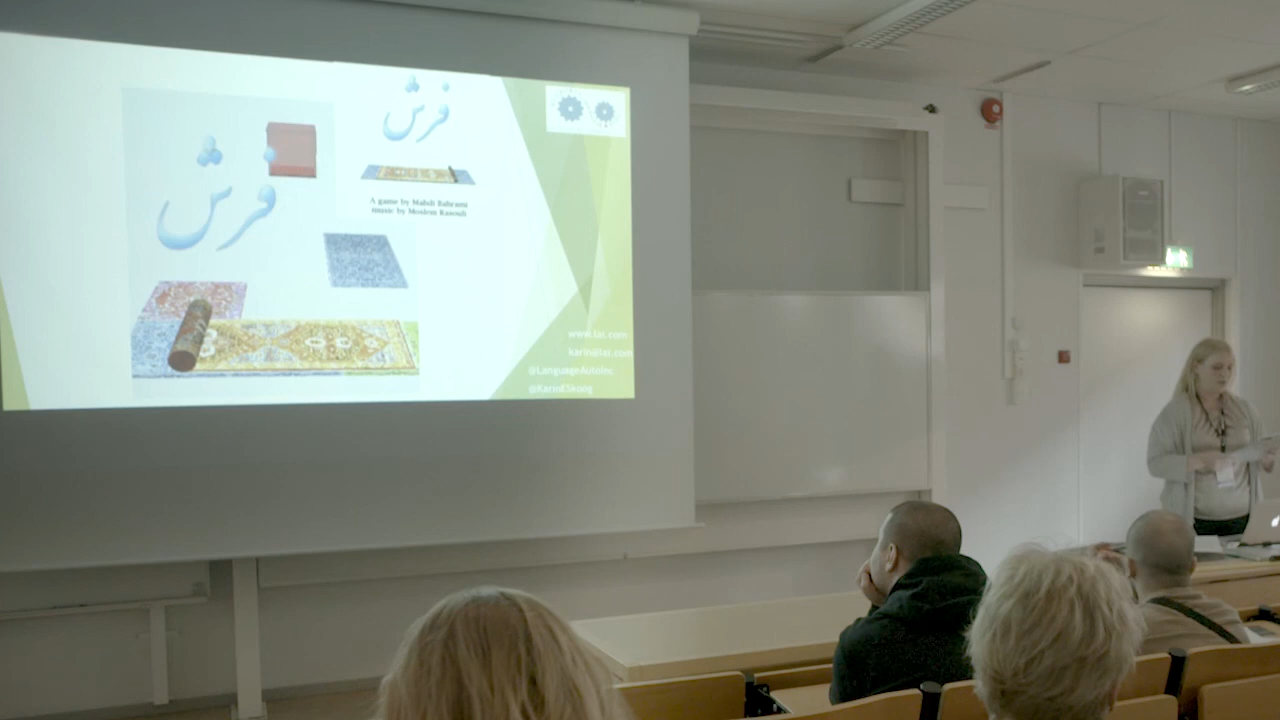 فرش
فرش
A game by Mahdi Bahrami
music by Moslem Rasouli
www.lai.com
karin@lai.com
@LanguageAutoInc
@KarinESkoog